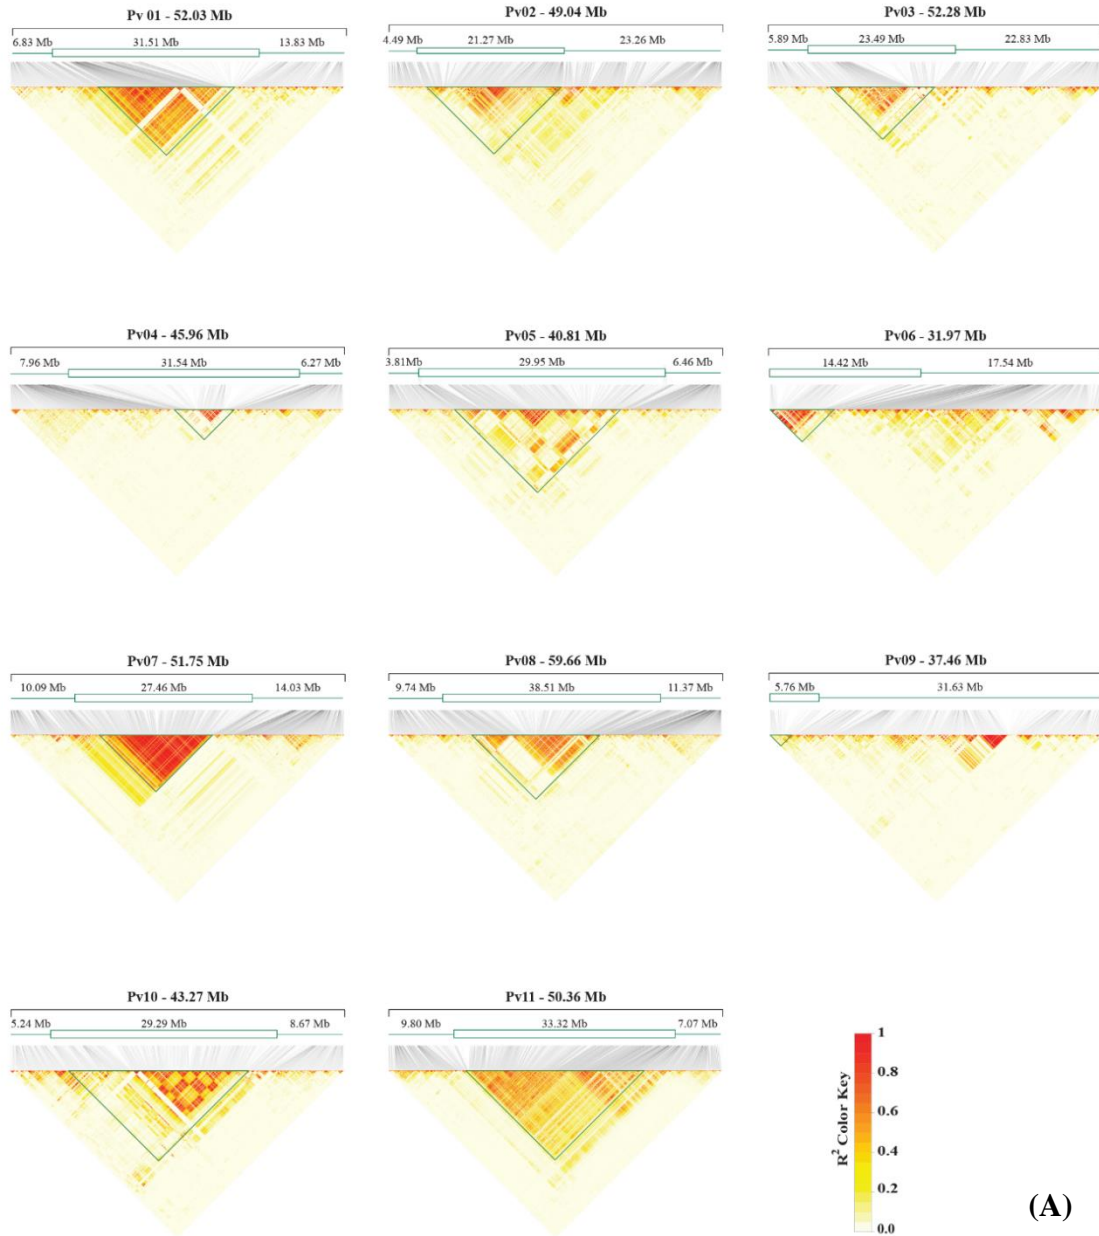 Pv 01 - 52.03 Mb
6.83 Mb 31.51 Mb 13.83 Mb
Pv02 - 49.04 Mb
4.49 Mb 21.27 Mb 23.26 Mb
Pv03 - 52.28 Mb
5.89 Mb 23.49 Mb 22.83 Mb
Pv04 - 45.96 Mb
7.96 Mb 31.54 Mb 6.27 Mb
Pv05 - 40.81 Mb
3.81Mb 29.95 Mb 6.46 Mb
Pv06 - 31.97 Mb
14.42 Mb 17.54 Mb
Pv07 - 51.75 Mb
10.09 Mb 27.46 Mb 14.03 Mb
Pv08 - 59.66 Mb
9.74 Mb 38.51 Mb 11.37 Mb
Pv09 - 37.46 Mb
5.76 Mb 31.63 Mb
Pv10 - 43.27 Mb
5.24 Mb 29.29 Mb 8.67 Mb
Pv11 - 50.36 Mb
9.80 Mb 33.32 Mb 7.07 Mb
R² Color Key
1
0.8
0.6
0.4
0.2
0.0
(A)